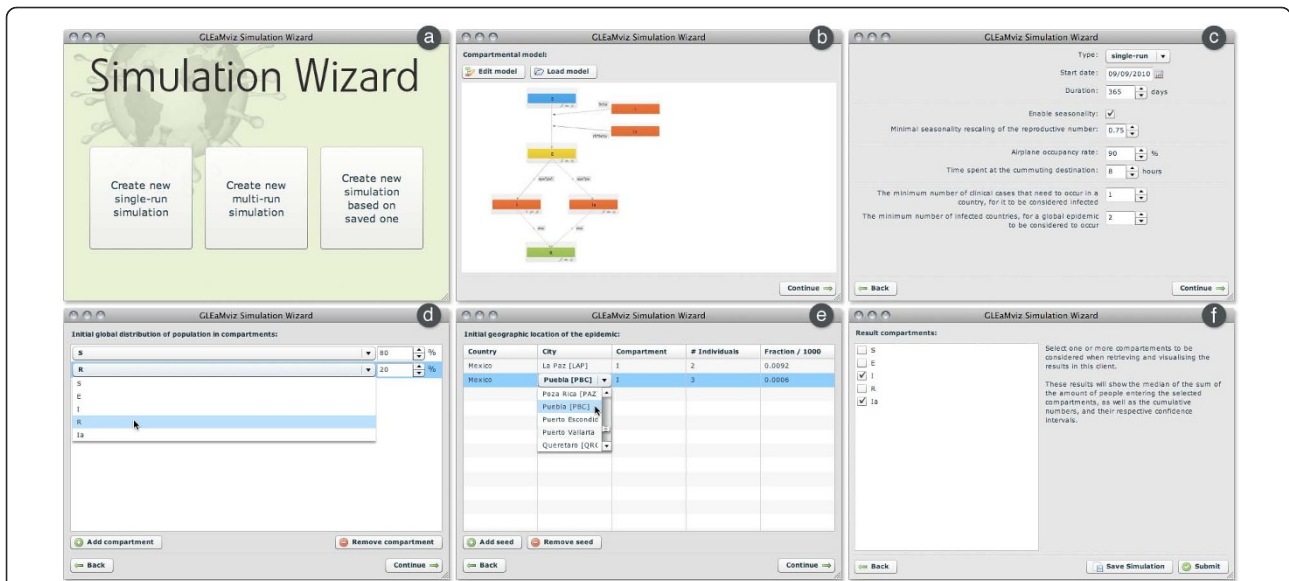 GLEaMviz Simulation Wizard
a
Simulation Wizard
Create new
single-run
simulation
Create new
multi-run
simulation
Create new
simulation
based on
saved one
GLEaMviz Simulation Wizard
b
Compartmental model:
Edit model
Load model
S
I
Ia
E
I
Ia
R
Continue
GLEaMviz Simulation Wizard
c
Type: single-run
Start date: 09/09/2010
Duration: 365 days
Enable seasonality:
Minimal seasonality rescaling of the reproductive number: 0.75
Airplane occupancy rate: 90 %
Time spent at the cummuting destination: 8 hours
The minimum number of clinical cases that need to occur in a
country, for it to be considered infected
1
The minimum number of infected countries, for a global epidemic
to be considered to occur
2
Back
Continue
GLEaMviz Simulation Wizard
d
Initial global distribution of population in compartments:
S 80 %
R 20 %
S
E
I
R
Ia
Add compartment
Remove compartment
Back
Continue
GLEaMviz Simulation Wizard
e
Initial geographic location of the epidemic:
Country City Compartment # Individuals Fraction / 1000
Mexico La Paz [LAP] I 2 0.0092
Mexico Puebla [PBC] I 3 0.0006
Poza Rica [PAZ
Puebla [PBC]
Puerto Escondid
Puerto Vallarta
Queretaro [QRO
Add seed
Remove seed
Back
Continue
GLEaMviz Simulation Wizard
f
Result compartments:
S
E
I
R
Ia
Select one or more compartements to be
considered when retrieving and visualising the
results in this client.
These results will show the median of the sum of
the amount of people entering the selected
compartments, as well as the cumulative
numbers, and their respective confidence
intervals.
Back
Save Simulation
Submit